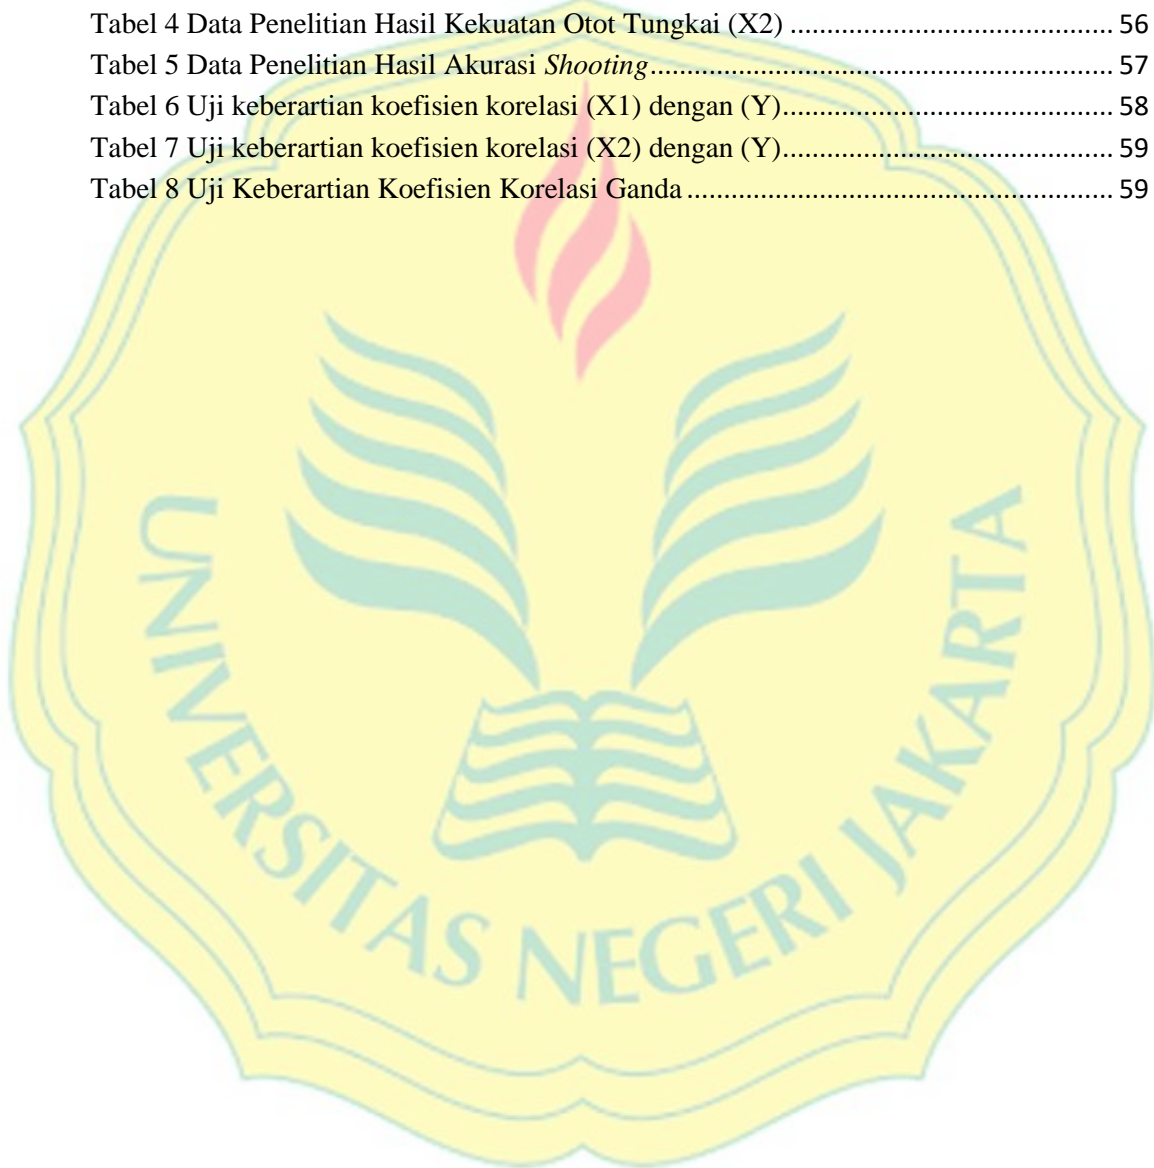 Tabel 4 Data Penelitian Hasil Kekuatan Otot Tungkai (X2) ........................................... 56
Tabel 5 Data Penelitian Hasil Akurasi Shooting.............................................................. 57
Tabel 6 Uji keberartian koefisien korelasi (X1) dengan (Y)............................................ 58
Tabel 7 Uji keberartian koefisien korelasi (X2) dengan (Y)............................................ 59
Tabel 8 Uji Keberartian Koefisien Korelasi Ganda ......................................................... 59
UNIVERSITAS NEGERI JAKARTA